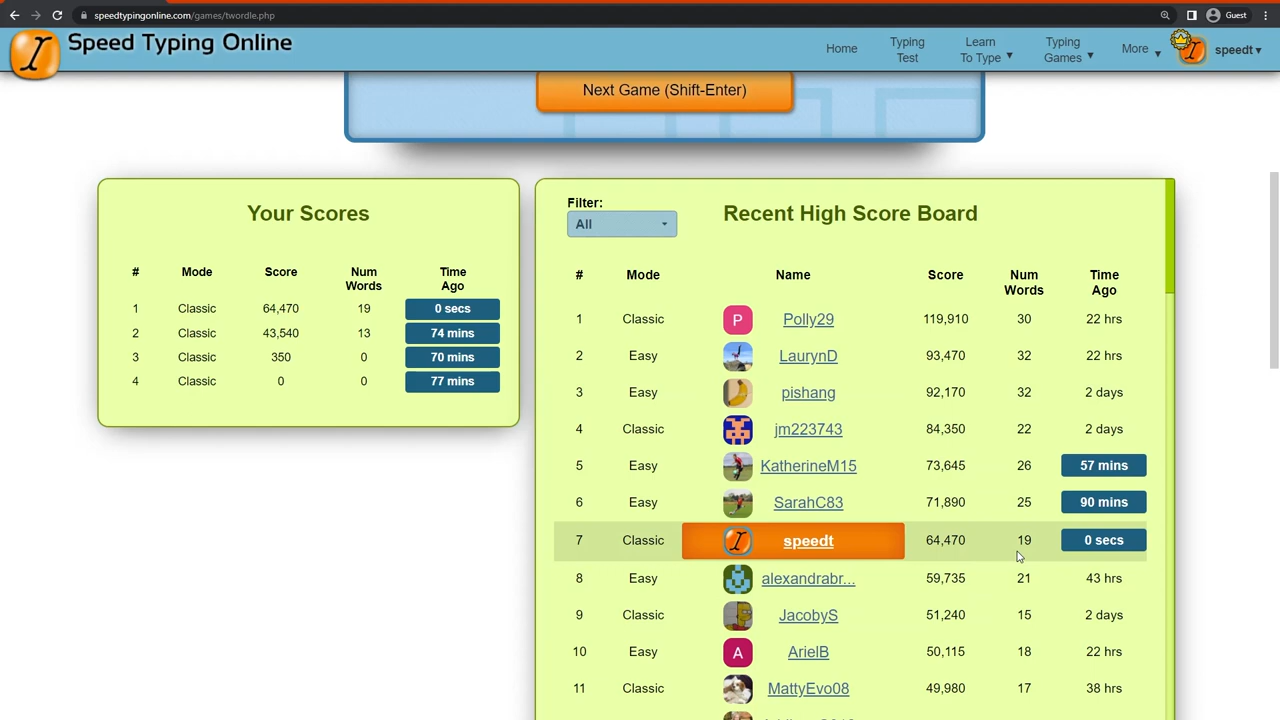 speedtypingonline.com/games/twordle.php
Guest
Speed Typing Online
Home
Typing
Test
Learn
To Type
Typing
Games
More
speedt
Next Game (Shift-Enter)
Your Scores
# Mode Score Num Words Time Ago
1 Classic 64,470 19 0 secs
2 Classic 43,540 13 74 mins
3 Classic 350 0 70 mins
4 Classic 0 0 77 mins
Filter:
All
Recent High Score Board
# Mode Name Score Num Words Time Ago
1 Classic P Polly29 119,910 30 22 hrs
2 Easy LaurynD 93,470 32 22 hrs
3 Easy pishang 92,170 32 2 days
4 Classic jm223743 84,350 22 2 days
5 Easy KatherineM15 73,645 26 57 mins
6 Easy SarahC83 71,890 25 90 mins
7 Classic speedt 64,470 19 0 secs
8 Easy alexandrabr... 59,735 21 43 hrs
9 Classic JacobyS 51,240 15 2 days
10 Easy A ArielB 50,115 18 22 hrs
11 Classic MattyEvo08 49,980 17 38 hrs